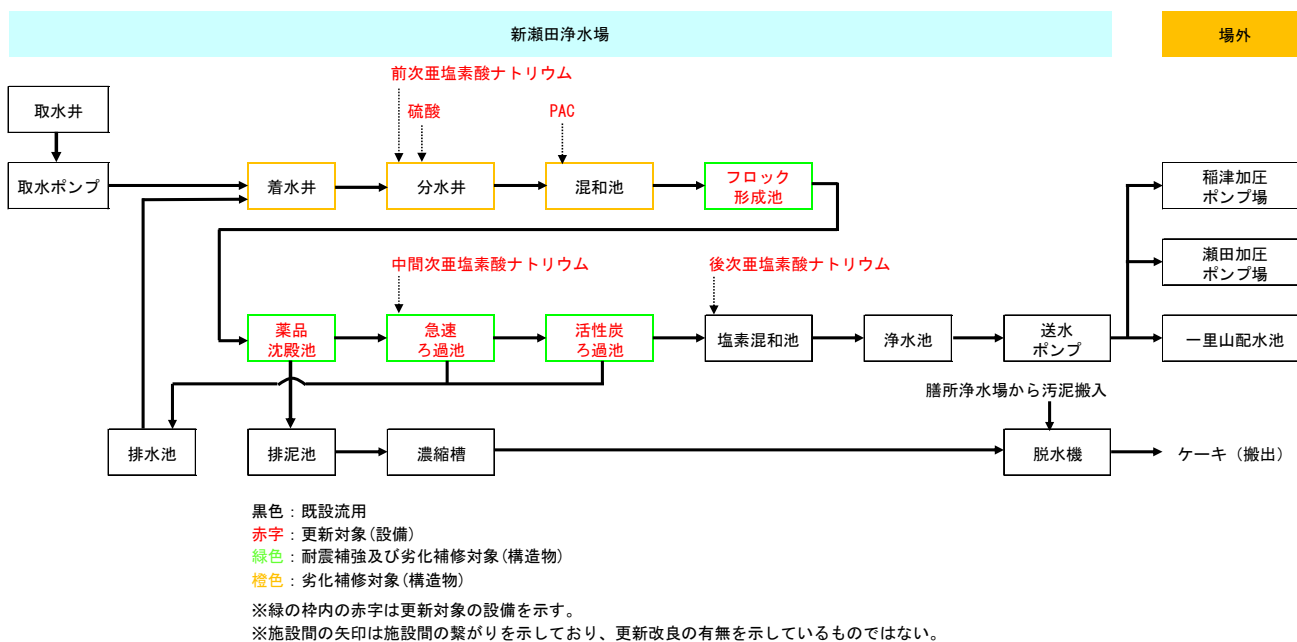 新瀬田浄水場
場外
前次亜塩素酸ナトリウム
硫酸
PAC
取水井
取水ポンプ
着水井
分水井
混和池
フロック
形成池
稲津加圧
ポンプ場
瀬田加圧
ポンプ場
中間次亜塩素酸ナトリウム
後次亜塩素酸ナトリウム
薬品
沈殿池
急速
ろ過池
活性炭
ろ過池
塩素混和池
浄水池
送水
ポンプ
一里山配水池
膳所浄水場から汚泥搬入
排水池
排泥池
濃縮槽
脱水機
ケーキ（搬出）
黒色：既設流用
赤字：更新対象(設備)
緑色：耐震補強及び劣化補修対象(構造物)
橙色：劣化補修対象(構造物)
※緑の枠内の赤字は更新対象の設備を示す。
※施設間の矢印は施設間の繋がりを示しており、更新改良の有無を示しているものではない。